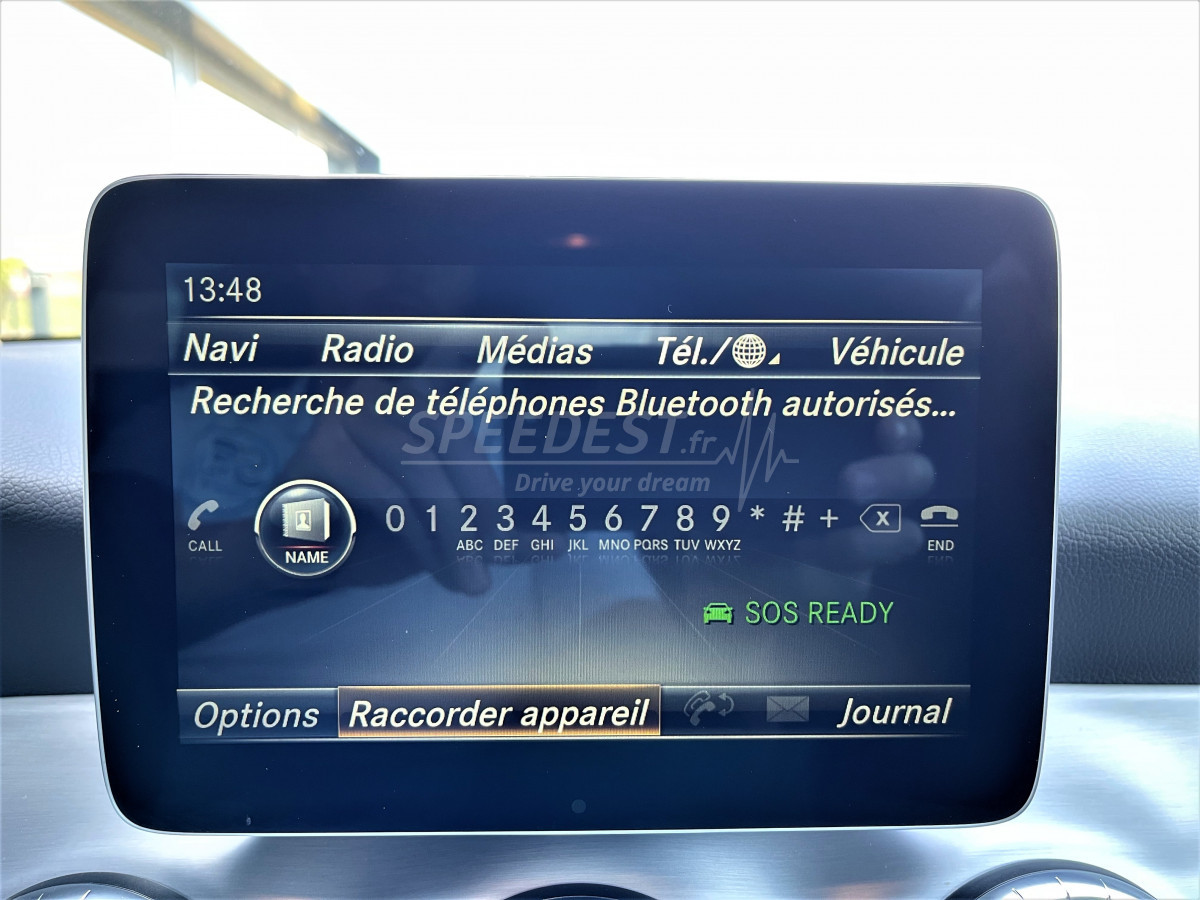 13:48
Navi Radio Médias Tél./ Véhicule
Recherche de téléphones Bluetooth autorisés...
SPEEDEST.fr
Drive your dream
0 1 2 3 4 5 6 7 8 9 * # + X
CALL NAME ABC DEF GHI JKL MNO PQRS TUV WXYZ END
SOS READY
Options Raccorder appareil Journal